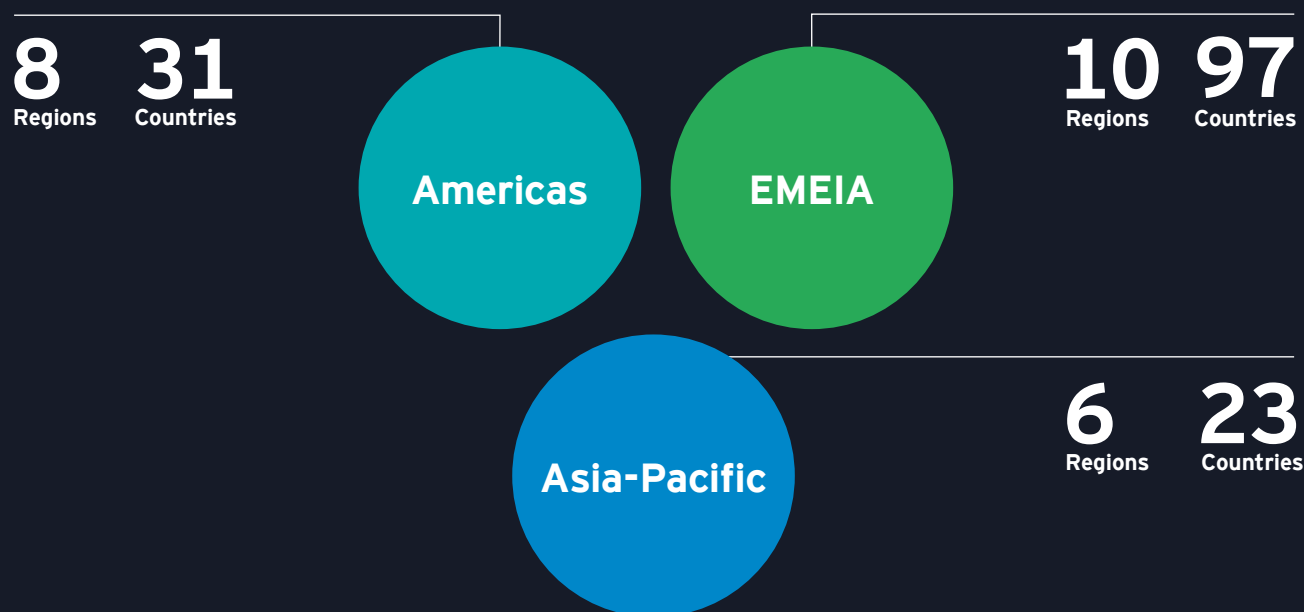 8 31
Regions Countries
10 97
Regions Countries
Americas
EMEIA
6 23
Regions Countries
Asia-Pacific